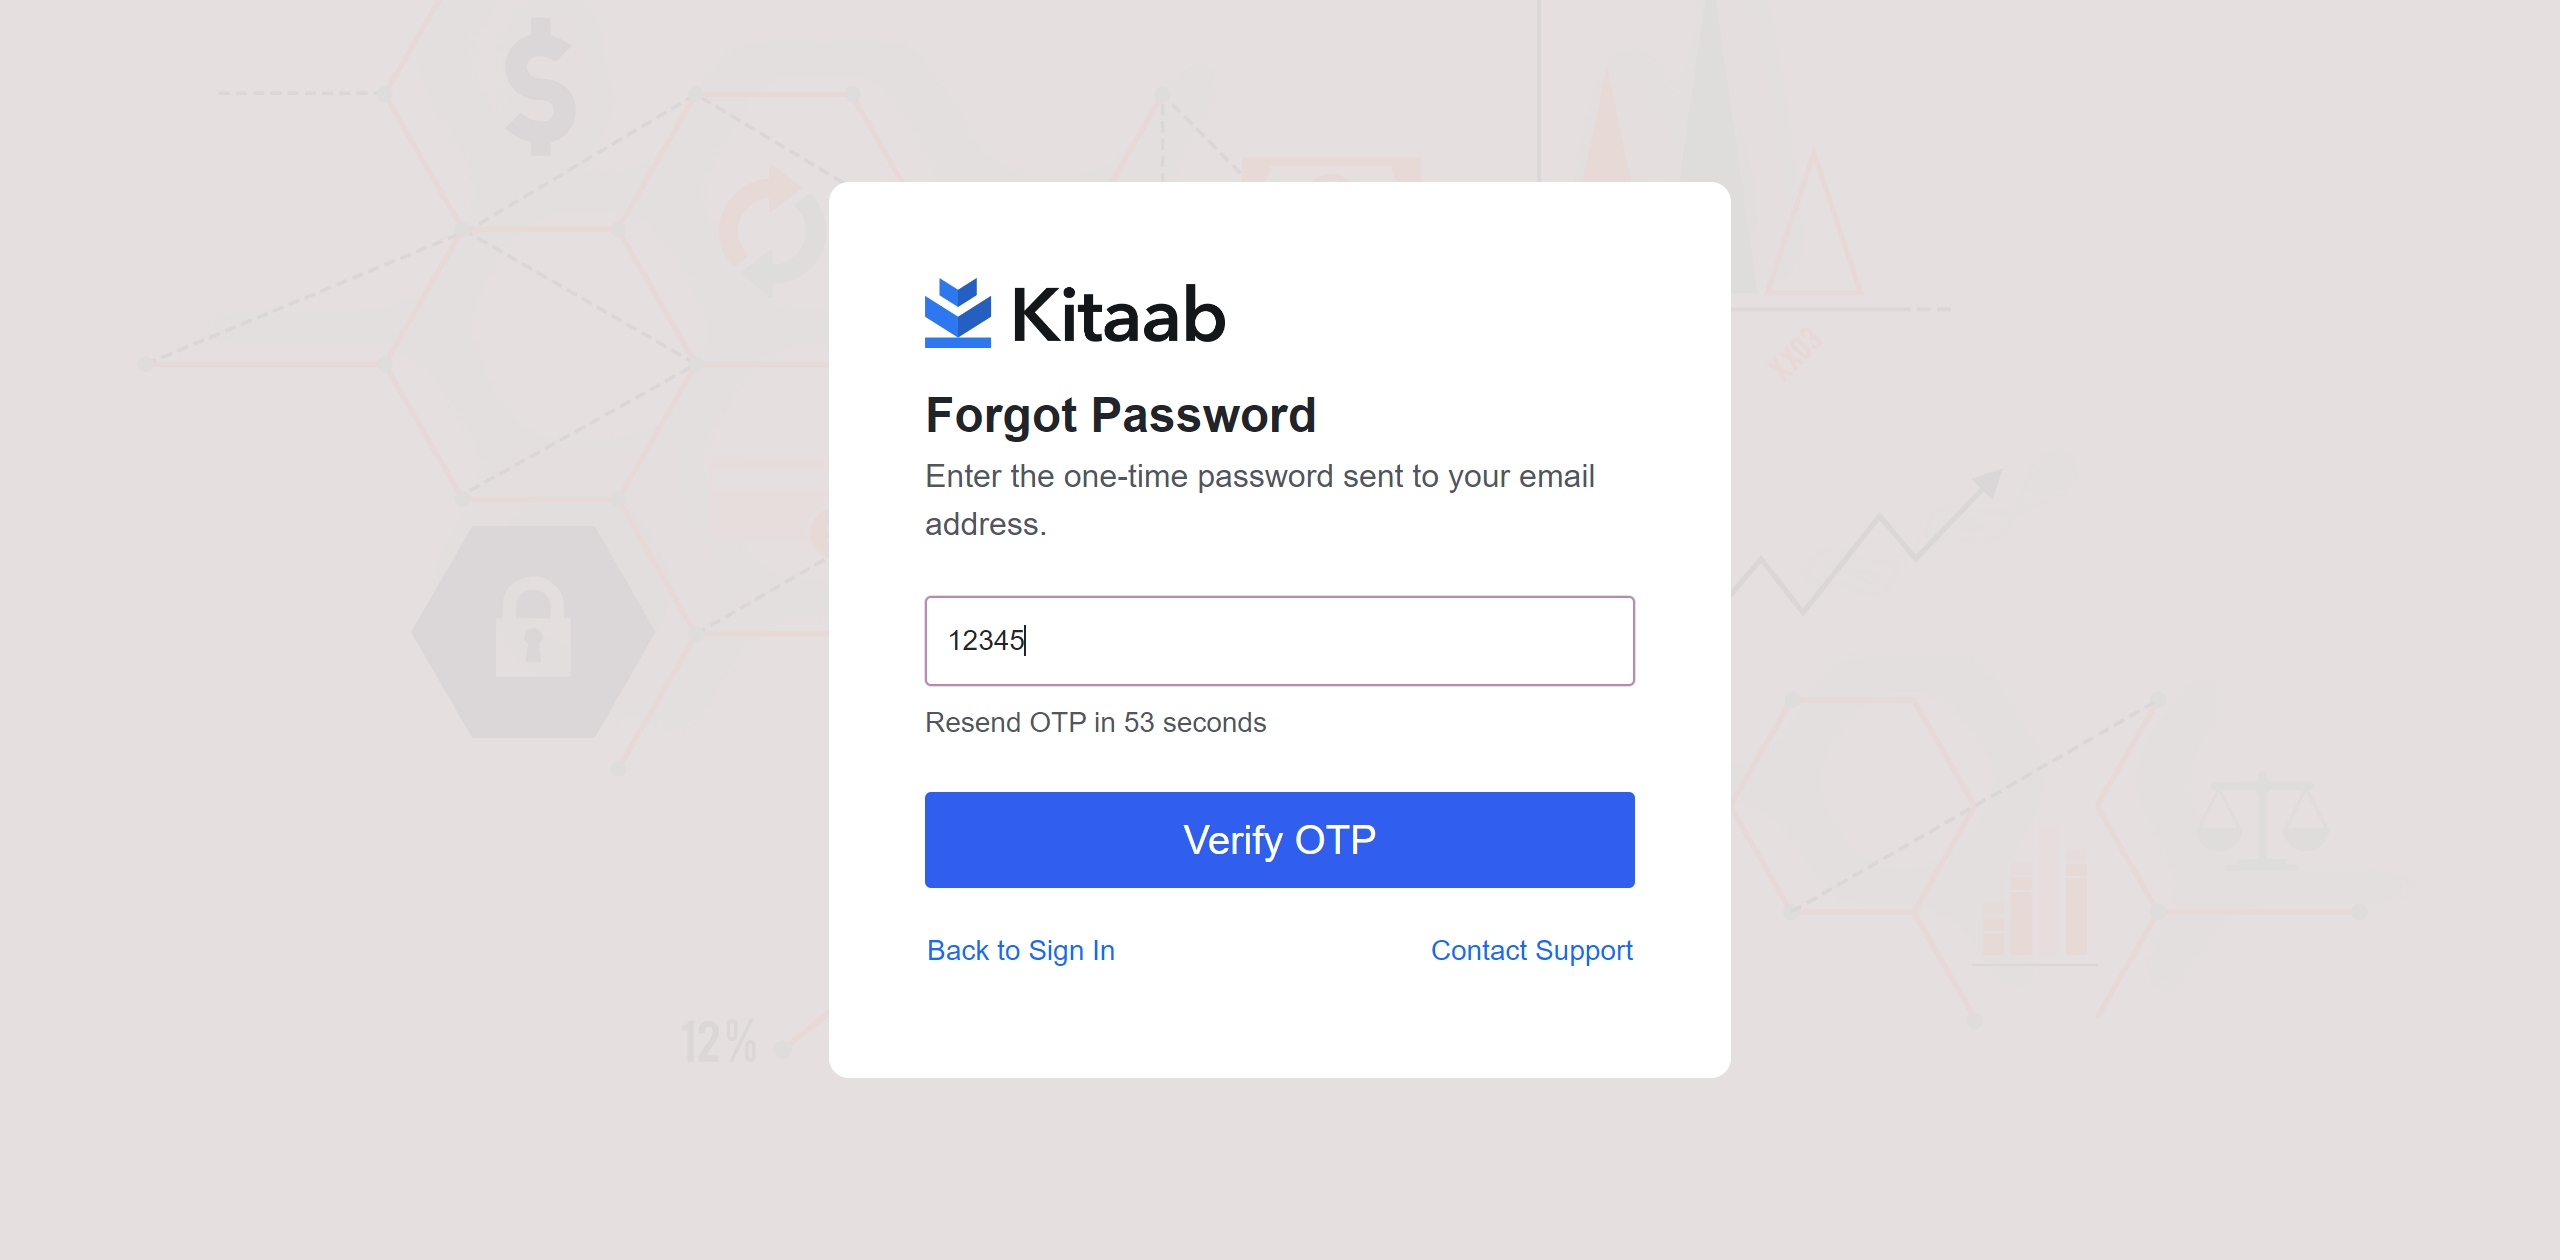 Kitaab
Forgot Password
Enter the one-time password sent to your email
address.
12345
Resend OTP in 53 seconds
Verify OTP
Back to Sign In
Contact Support
XXD3
12%